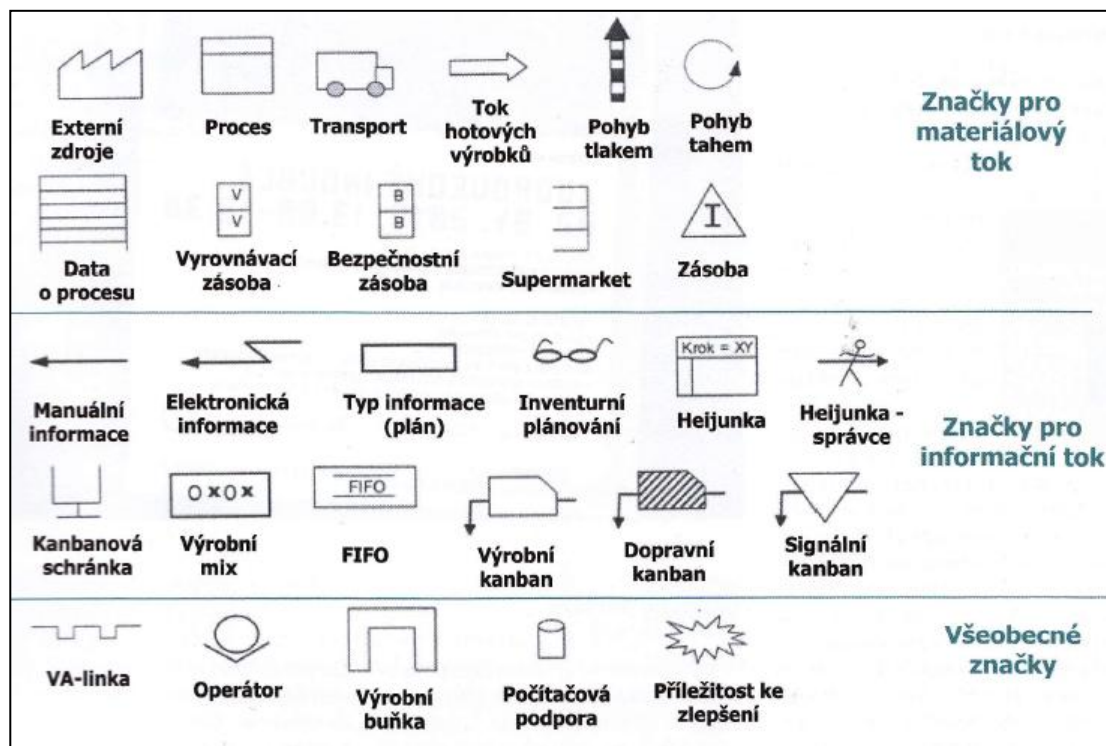 Externí
zdroje
Proces
Transport
Tok
hotových
výrobků
Pohyb
tlakem
Pohyb
tahem
Značky pro
materiálový
tok
Data
o procesu
V
V
Vyrovnávací
zásoba
B
B
Bezpečnostní
zásoba
Supermarket
I
Zásoba
Manuální
informace
Elektronická
informace
Typ informace
(plán)
Inventurní
plánování
Krok = XY
Heijunka
Heijunka -
správce
Značky pro
informační tok
Kanbanová
schránka
O x O x
Výrobní
mix
FIFO
FIFO
Výrobní
kanban
Dopravní
kanban
Signální
kanban
VA-linka
Operátor
Výrobní
buňka
Počítačová
podpora
Příležitost ke
zlepšení
Všeobecné
značky